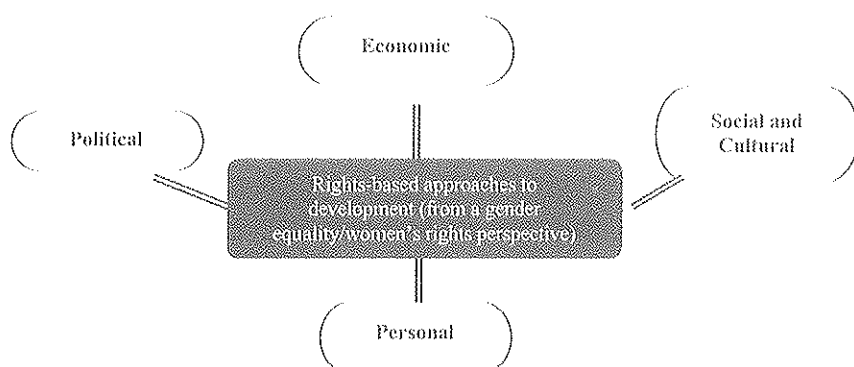 Economic
Political
Social and
Cultural
Rights-based approaches to
development (from a gender
equality/women's rights perspective)
Personal